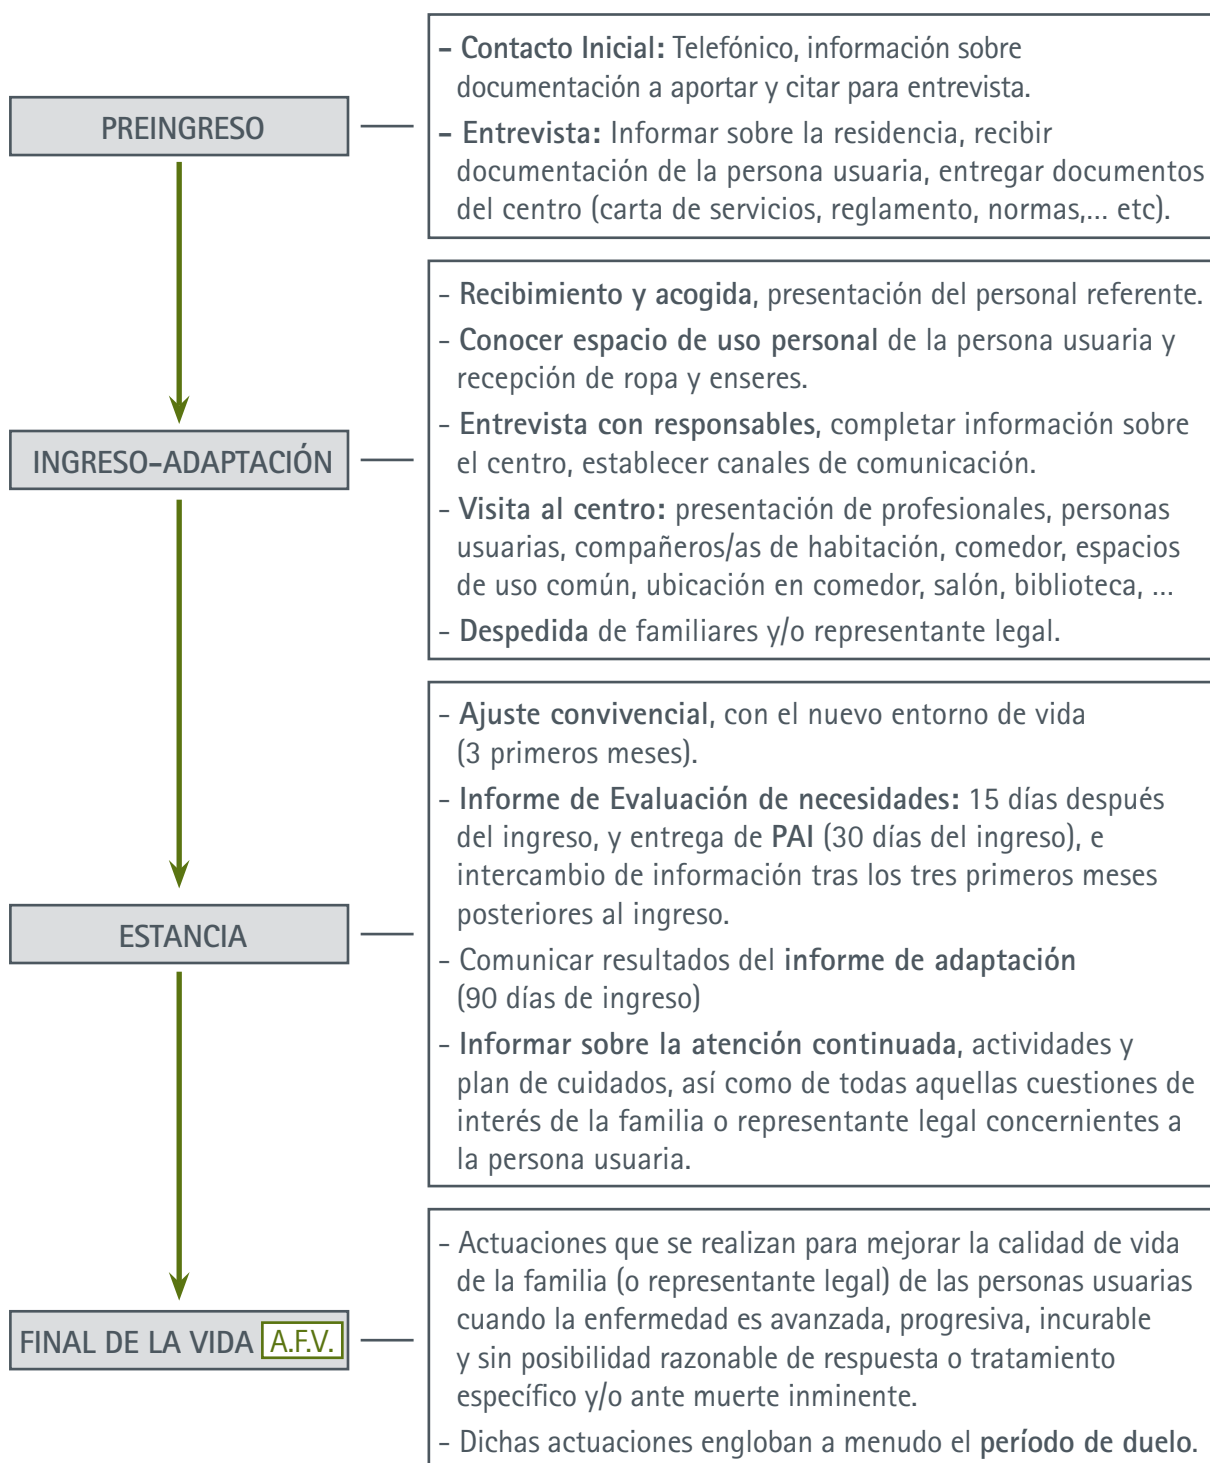 PREINGRESO
– Contacto Inicial: Telefónico, información sobre
documentación a aportar y citar para entrevista.
– Entrevista: Informar sobre la residencia, recibir
documentación de la persona usuaria, entregar documentos
del centro (carta de servicios, reglamento, normas,... etc).
INGRESO-ADAPTACIÓN
- Recibimiento y acogida, presentación del personal referente.
- Conocer espacio de uso personal de la persona usuaria y
recepción de ropa y enseres.
- Entrevista con responsables, completar información sobre
el centro, establecer canales de comunicación.
- Visita al centro: presentación de profesionales, personas
usuarias, compañeros/as de habitación, comedor, espacios
de uso común, ubicación en comedor, salón, biblioteca, ...
- Despedida de familiares y/o representante legal.
ESTANCIA
- Ajuste convivencial, con el nuevo entorno de vida
(3 primeros meses).
- Informe de Evaluación de necesidades: 15 días después
del ingreso, y entrega de PAI (30 días del ingreso), e
intercambio de información tras los tres primeros meses
posteriores al ingreso.
- Comunicar resultados del informe de adaptación
(90 días de ingreso)
- Informar sobre la atención continuada, actividades y
plan de cuidados, así como de todas aquellas cuestiones de
interés de la familia o representante legal concernientes a
la persona usuaria.
FINAL DE LA VIDA A.F.V.
- Actuaciones que se realizan para mejorar la calidad de vida
de la familia (o representante legal) de las personas usuarias
cuando la enfermedad es avanzada, progresiva, incurable
y sin posibilidad razonable de respuesta o tratamiento
específico y/o ante muerte inminente.
- Dichas actuaciones engloban a menudo el período de duelo.